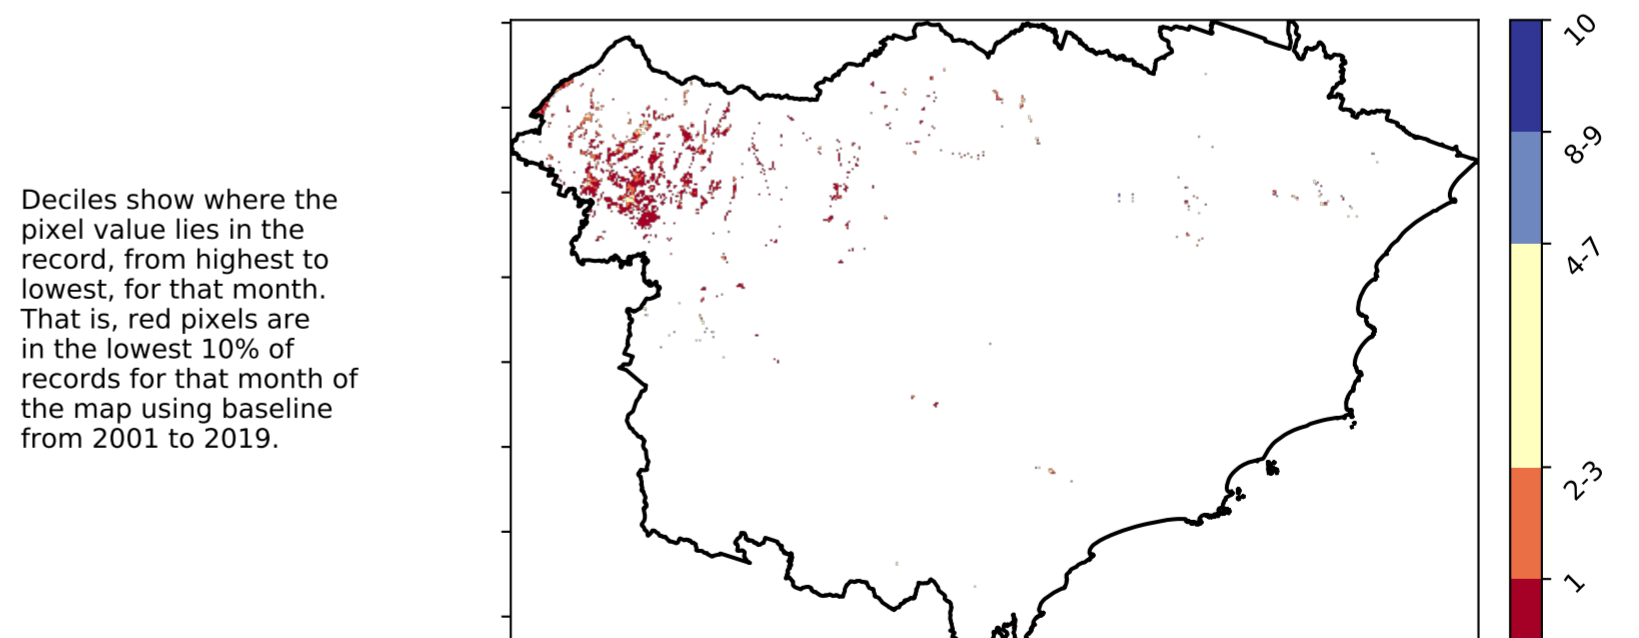 Deciles show where the
pixel value lies in the
record, from highest to
lowest, for that month.
That is, red pixels are
in the lowest 10% of
records for that month of
the map using baseline
from 2001 to 2019.
10
8-9
4-7
2-3
1